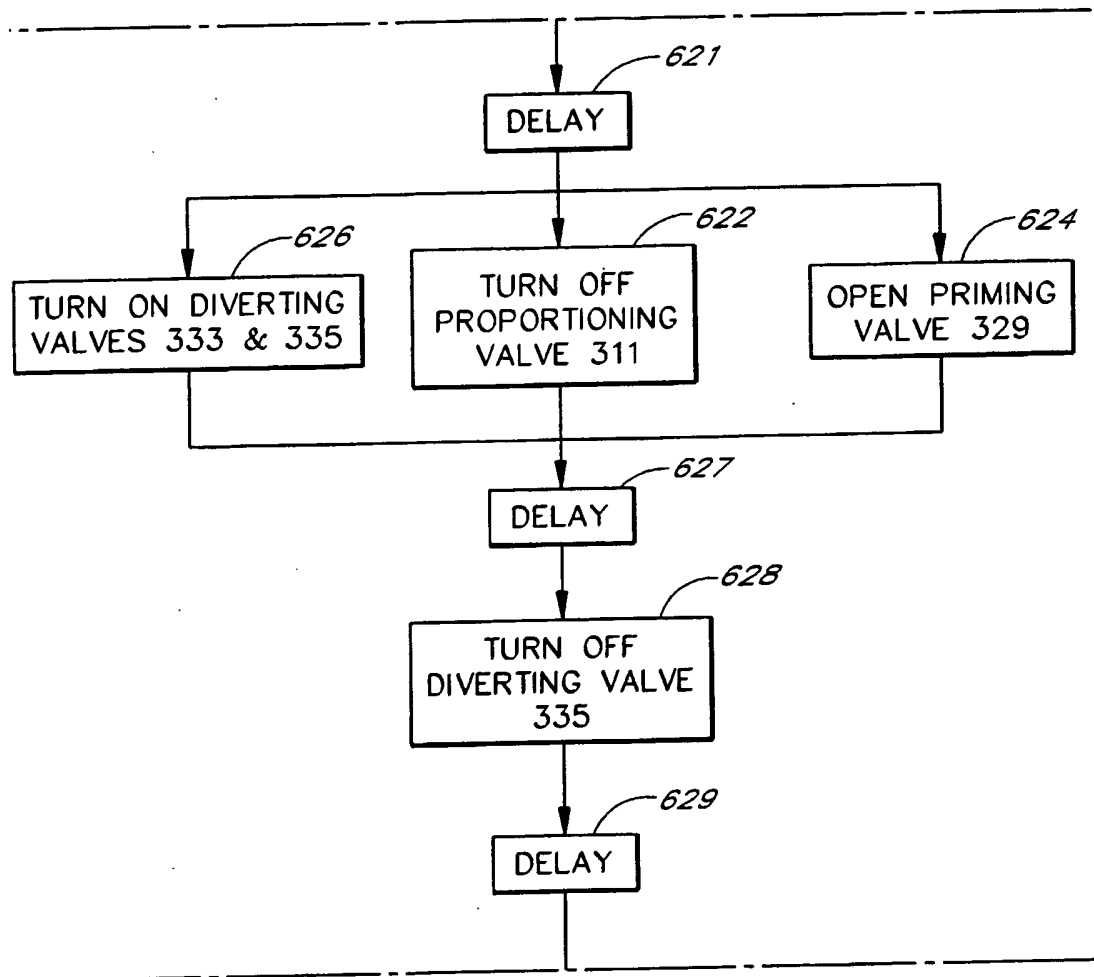 621
DELAY
626
TURN ON DIVERTING
VALVES 333 & 335
622
TURN OFF
PROPORTIONING
VALVE 311
624
OPEN PRIMING
VALVE 329
627
DELAY
628
TURN OFF
DIVERTING VALVE
335
629
DELAY